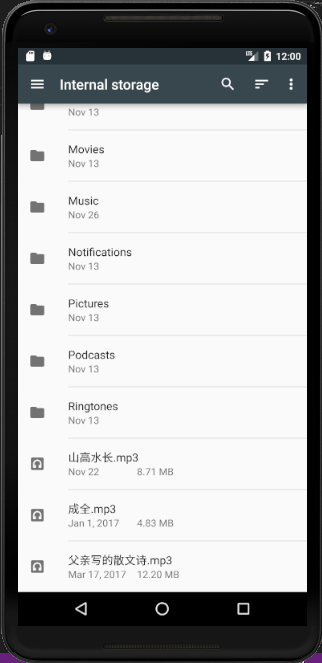 LTE 12:00
Internal storage
Nov 13
Movies
Nov 13
Music
Nov 26
Notifications
Nov 13
Pictures
Nov 13
Podcasts
Nov 13
Ringtones
Nov 13
山高水长.mp3
Nov 22 8.71 MB
成全.mp3
Jan 1, 2017 4.83 MB
父亲写的散文诗.mp3
Mar 17, 2017 12.20 MB